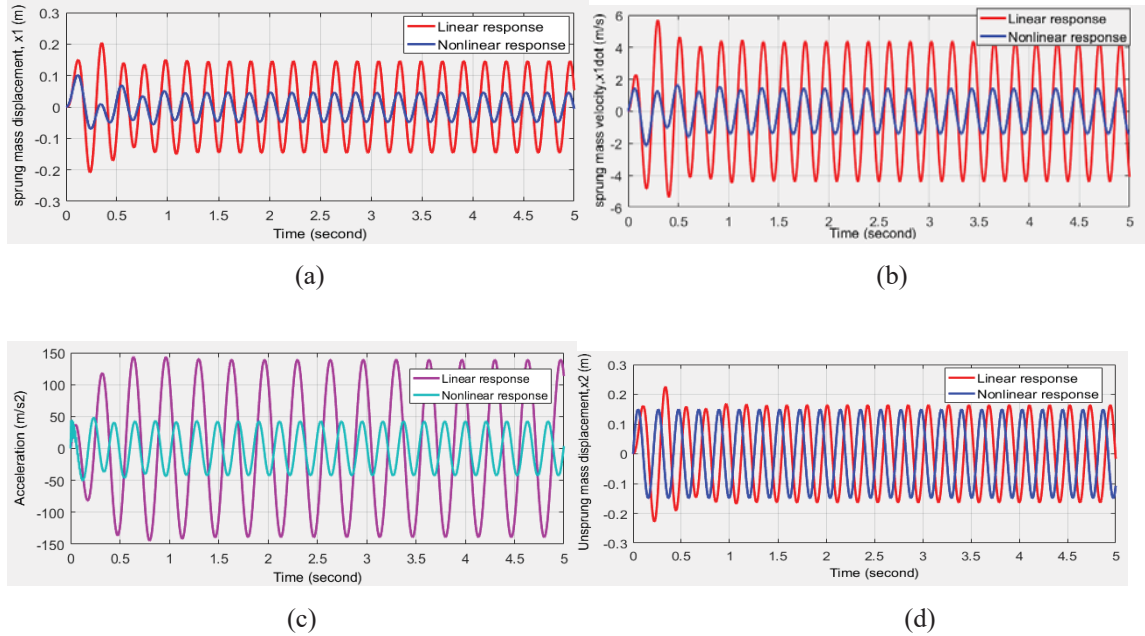 sprung mass displacement, x1 (m)
0.3
0.2
0.1
0
-0.1
-0.2
-0.3
Linear response
Nonlinear response
0 0.5 1 1.5 2 2.5 3 3.5 4 4.5 5
Time (second)
(a)
sprung mass velocity,x1dot (m/s)
6
4
2
0
-2
-4
-6
Linear response
Nonlinear response
0 0.5 1 1.5 2 2.5 3 3.5 4 4.5 5
Time (second)
(b)
Acceleration (m/s2)
150
100
50
0
-50
-100
-150
Linear response
Nonlinear response
0 0.5 1 1.5 2 2.5 3 3.5 4 4.5 5
Time (second)
(c)
Unsprung mass displacement,x2 (m)
0.3
0.2
0.1
0
-0.1
-0.2
-0.3
Linear response
Nonlinear response
0 0.5 1 1.5 2 2.5 3 3.5 4 4.5 5
Time (second)
(d)